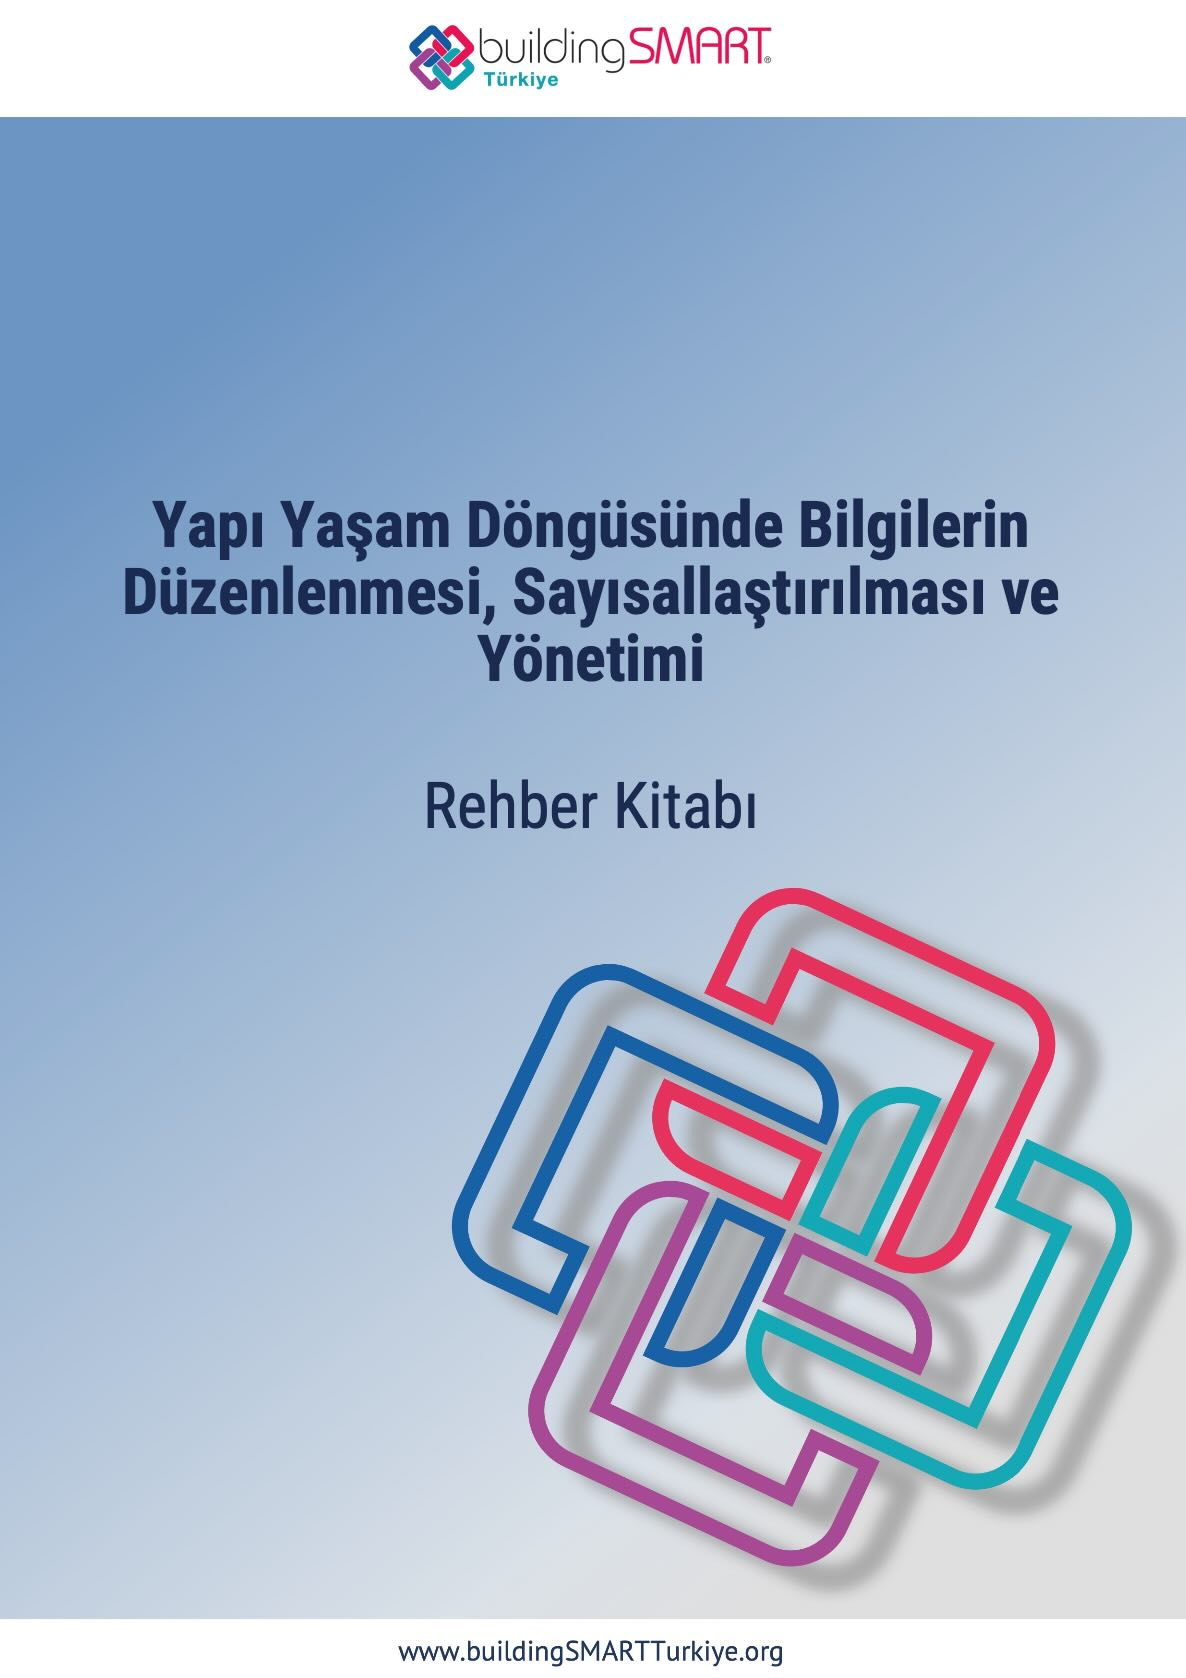 buildingSMART®
Türkiye
Yapı Yaşam Döngüsünde Bilgilerin
Düzenlenmesi, Sayısallaştırılması ve
Yönetimi
Rehber Kitabı
www.buildingSMARTTurkiye.org